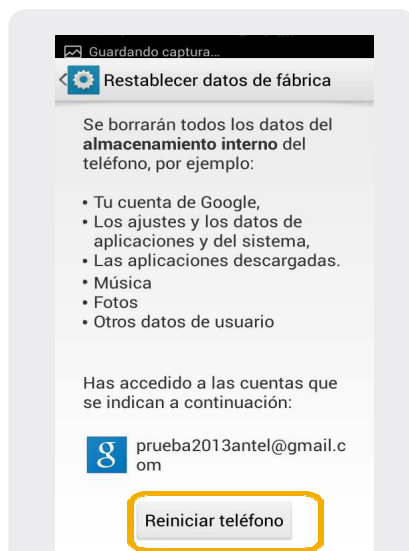 Guardando captura...
Restablecer datos de fábrica
Se borrarán todos los datos del
almacenamiento interno del
teléfono, por ejemplo:
• Tu cuenta de Google,
• Los ajustes y los datos de
aplicaciones y del sistema,
• Las aplicaciones descargadas.
• Música
• Fotos
• Otros datos de usuario
Has accedido a las cuentas que
se indican a continuación:
g
prueba2013antel@gmail.c
om
Reiniciar teléfono